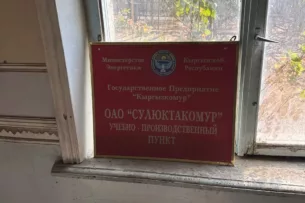 Министерство Кыргызской
Энергетики Республики
Государственное Предприятие
"Кыргызкомур"
ОАО "СУЛЮКТАКОМУР"
УЧЕБНО - ПРОИЗВОДСТВЕННЫЙ
ПУНКТ